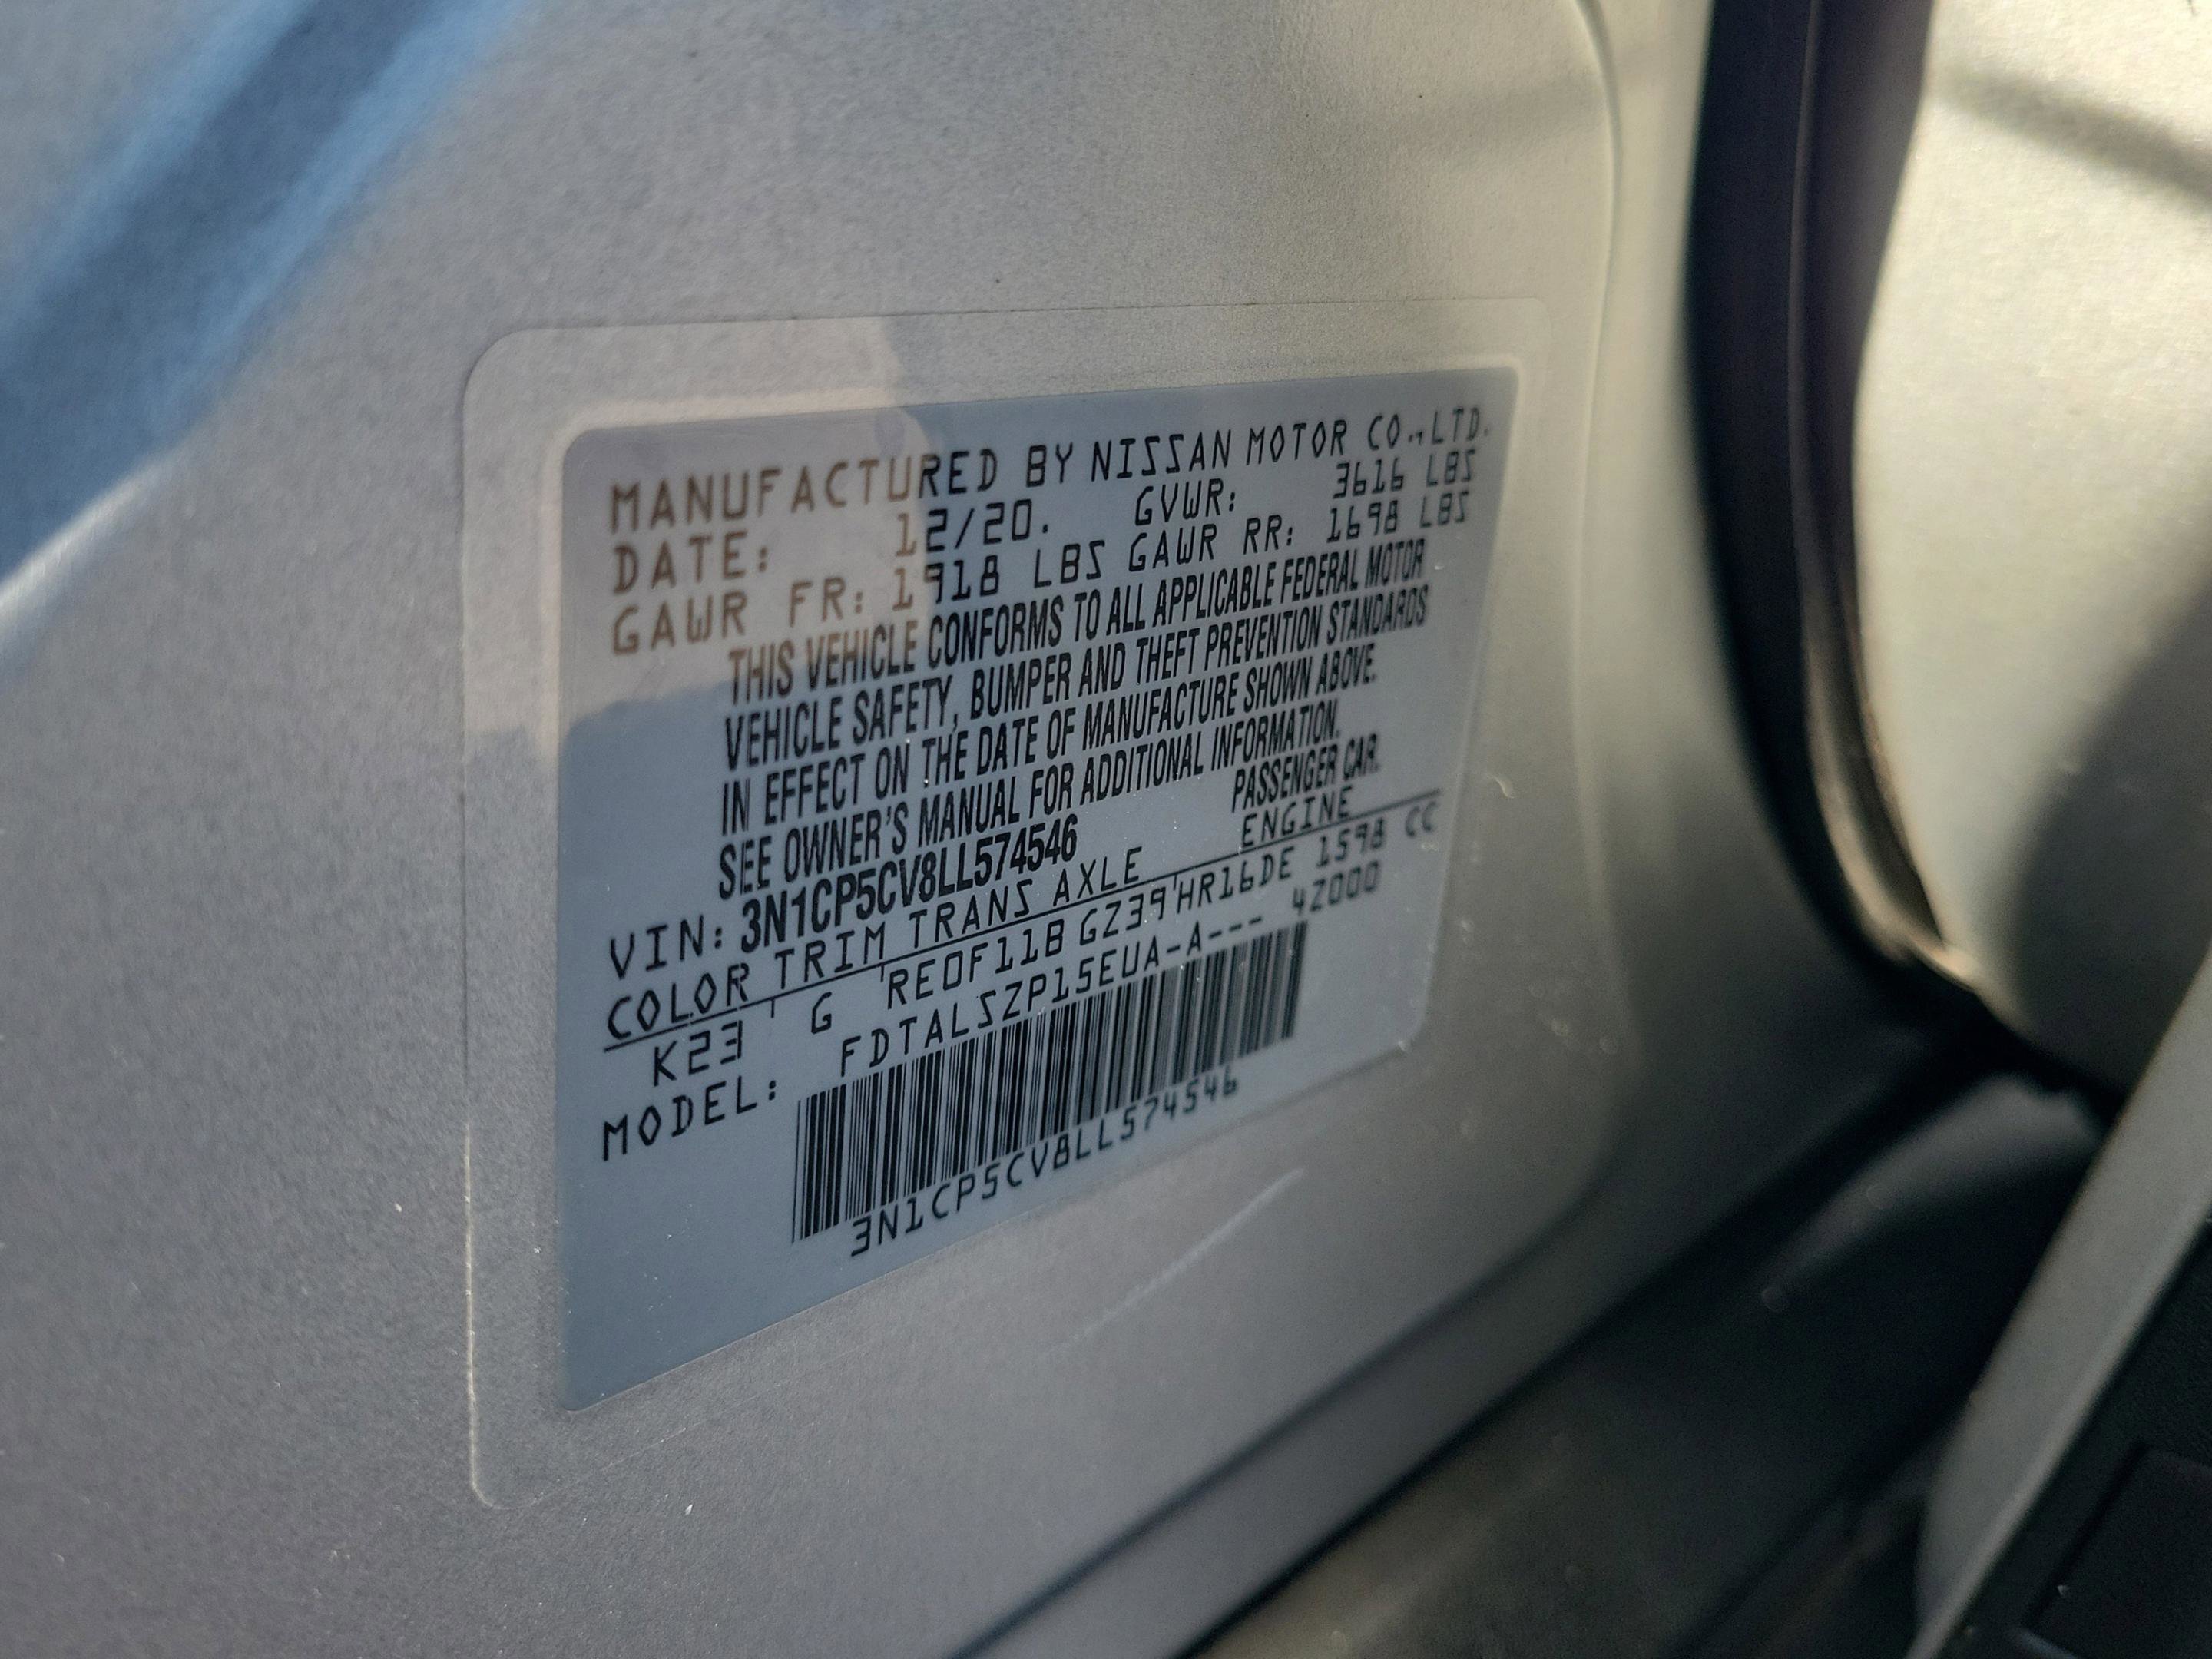 MANUFACTURED BY NISSAN MOTOR CO.,LTD.
DATE: 12/20. GVWR: 3616 LBS
GAWR FR: 1918 LBS GAWR RR: 1698 LBS
THIS VEHICLE CONFORMS TO ALL APPLICABLE FEDERAL MOTOR
VEHICLE SAFETY, BUMPER AND THEFT PREVENTION STANDARDS
IN EFFECT ON THE DATE OF MANUFACTURE SHOWN ABOVE.
SEE OWNER'S MANUAL FOR ADDITIONAL INFORMATION.
VIN: 3N1CP5CV8LL574546 PASSENGER CAR.
COLOR TRIM TRANS AXLE ENGINE
K23 G RE0F11B GZ39 HR16DE 1598 CC
MODEL: FDTALSZP15EUA-A--- 4Z000
3N1CP5CV8LL574546